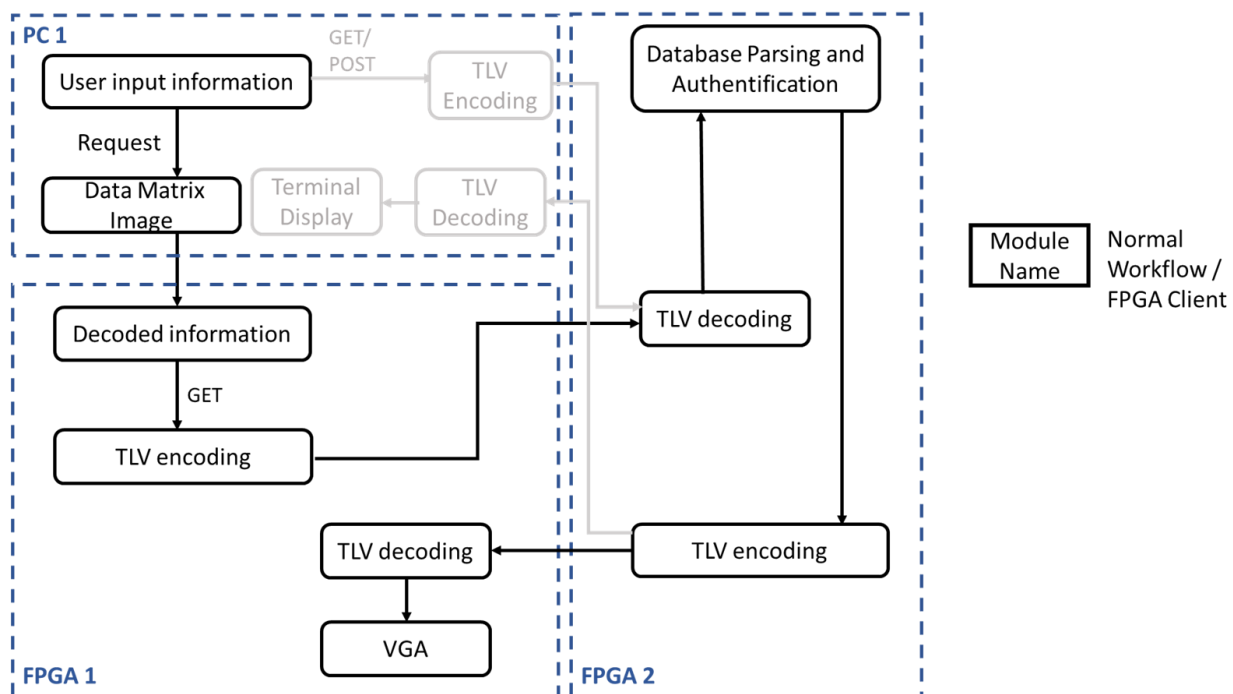 PC 1
User input information
GET/
POST
TLV
Encoding
Request
Data Matrix
Image
Terminal
Display
TLV
Decoding
Decoded information
GET
TLV encoding
TLV decoding
VGA
FPGA 1
Database Parsing and
Authentification
TLV decoding
TLV encoding
FPGA 2
Module
Name
Normal
Workflow /
FPGA Client